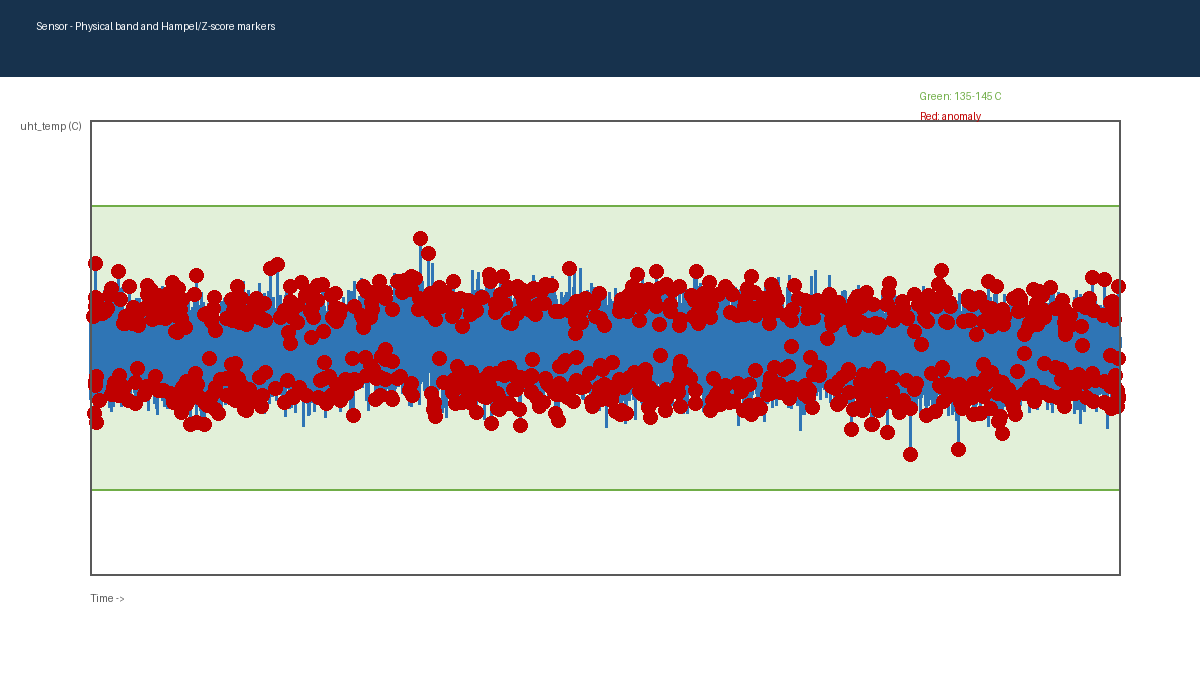 Sensor - Physical band and Hampel/Z-score markers
Green: 135-145 C
Red: anomaly
uht_temp (C)
Time ->